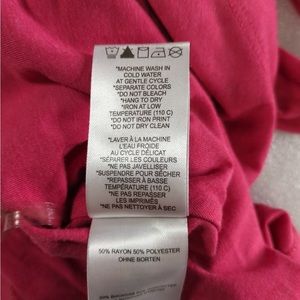 *MACHINE WASH IN
COLD WATER
AT GENTLE CYCLE
*SEPARATE COLORS
*DO NOT BLEACH
*HANG TO DRY
*IRON AT LOW
TEMPERATURE (110 C)
*DO NOT IRON PRINT
*DO NOT DRY CLEAN
*LAVER À LA MACHINE
L'EAU FROIDE
AU CYCLE DÉLICAT
*SÉPARER LES COULEURS
*NE PAS JAVELLISER
*SUSPENDRE POUR SÉCHER
*REPASSER À BASSE
TEMPÉRATURE (110 C)
*NE PAS REPASSER
LES IMPRIMÉS
*NE PAS NETTOYER À SEC
50% RAYON 50% POLYESTER
OHNE BORTEN